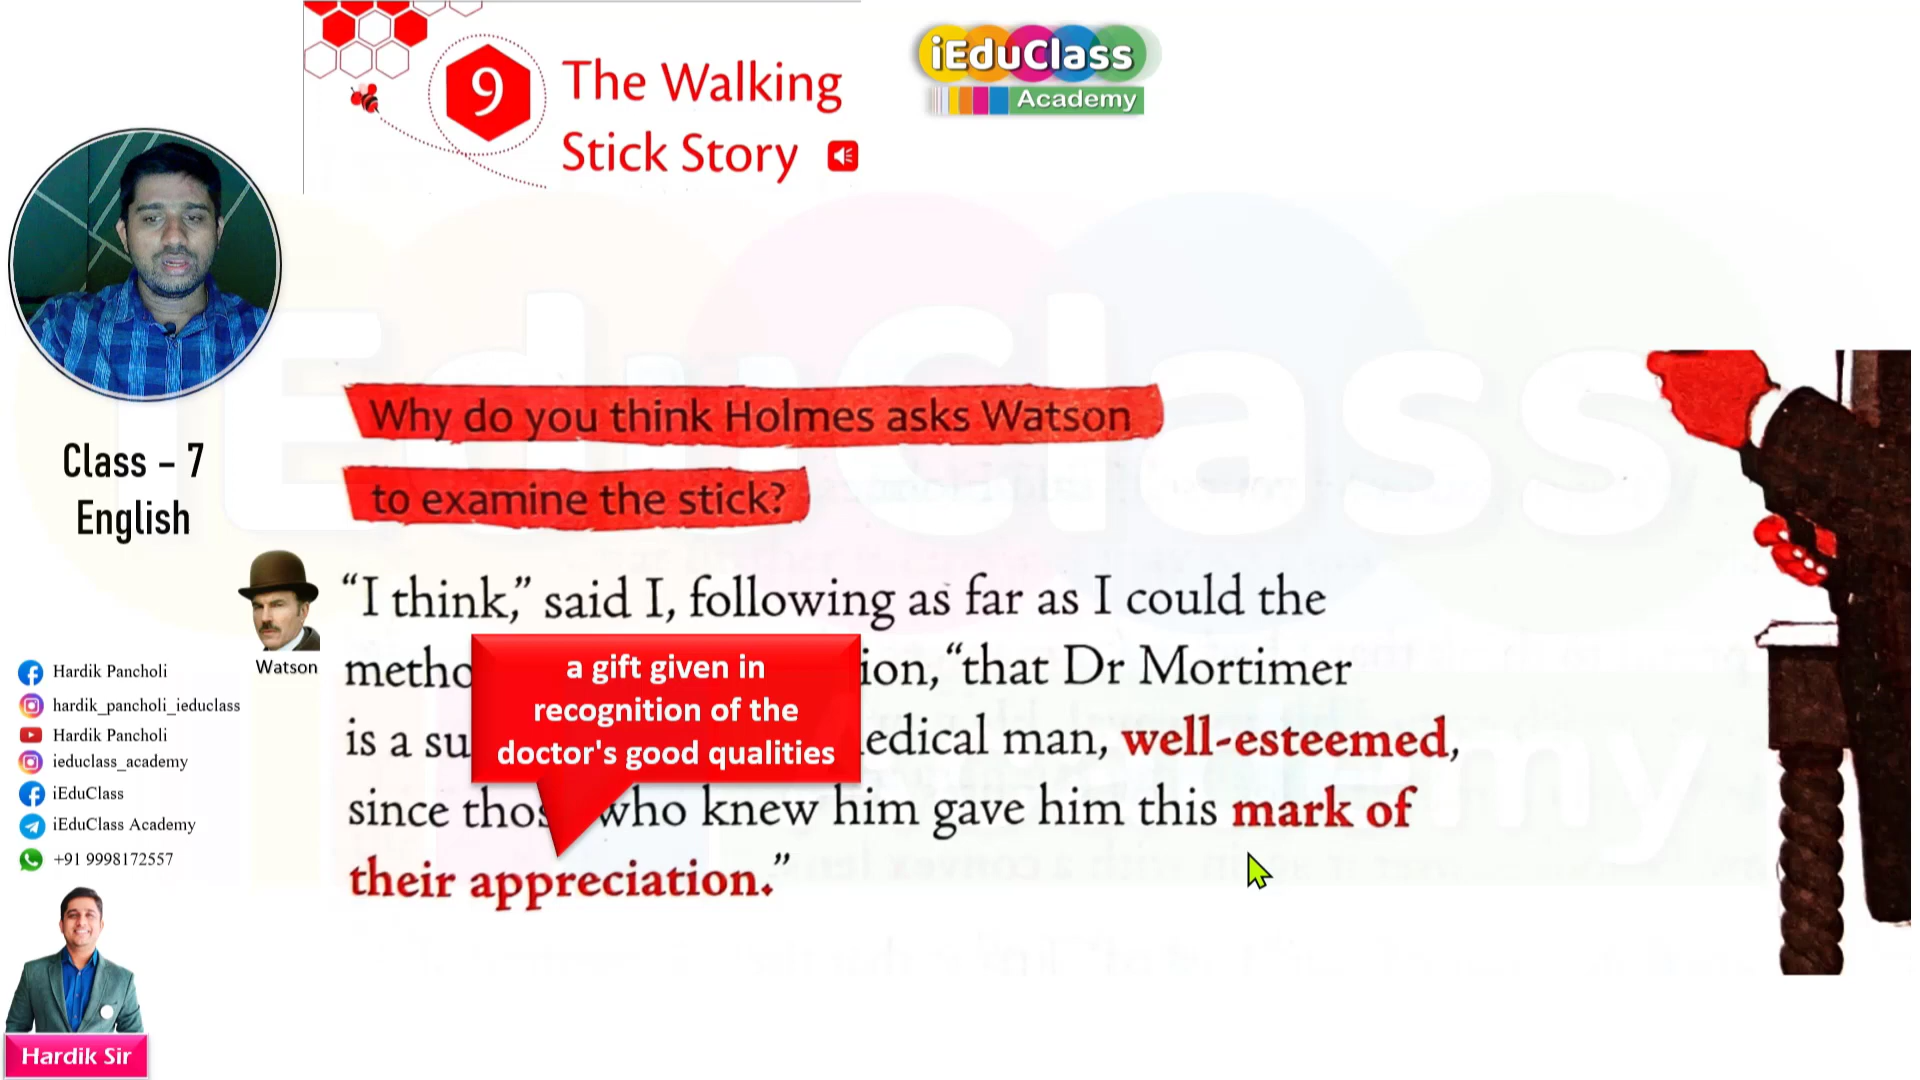 9
The Walking
Stick Story
iEduClass
Academy
Class – 7
English
Why do you think Holmes asks Watson
to examine the stick?
Watson
“I think,” said I, following as far as I could the
metho
ion, “that Dr Mortimer
is a su
edical man, well-esteemed,
since thos who knew him gave him this mark of
their appreciation.”
a gift given in
recognition of the
doctor's good qualities
Hardik Pancholi
hardik_pancholi_ieduclass
Hardik Pancholi
ieduclass_academy
iEduClass
iEduClass Academy
+91 9998172557
Hardik Sir